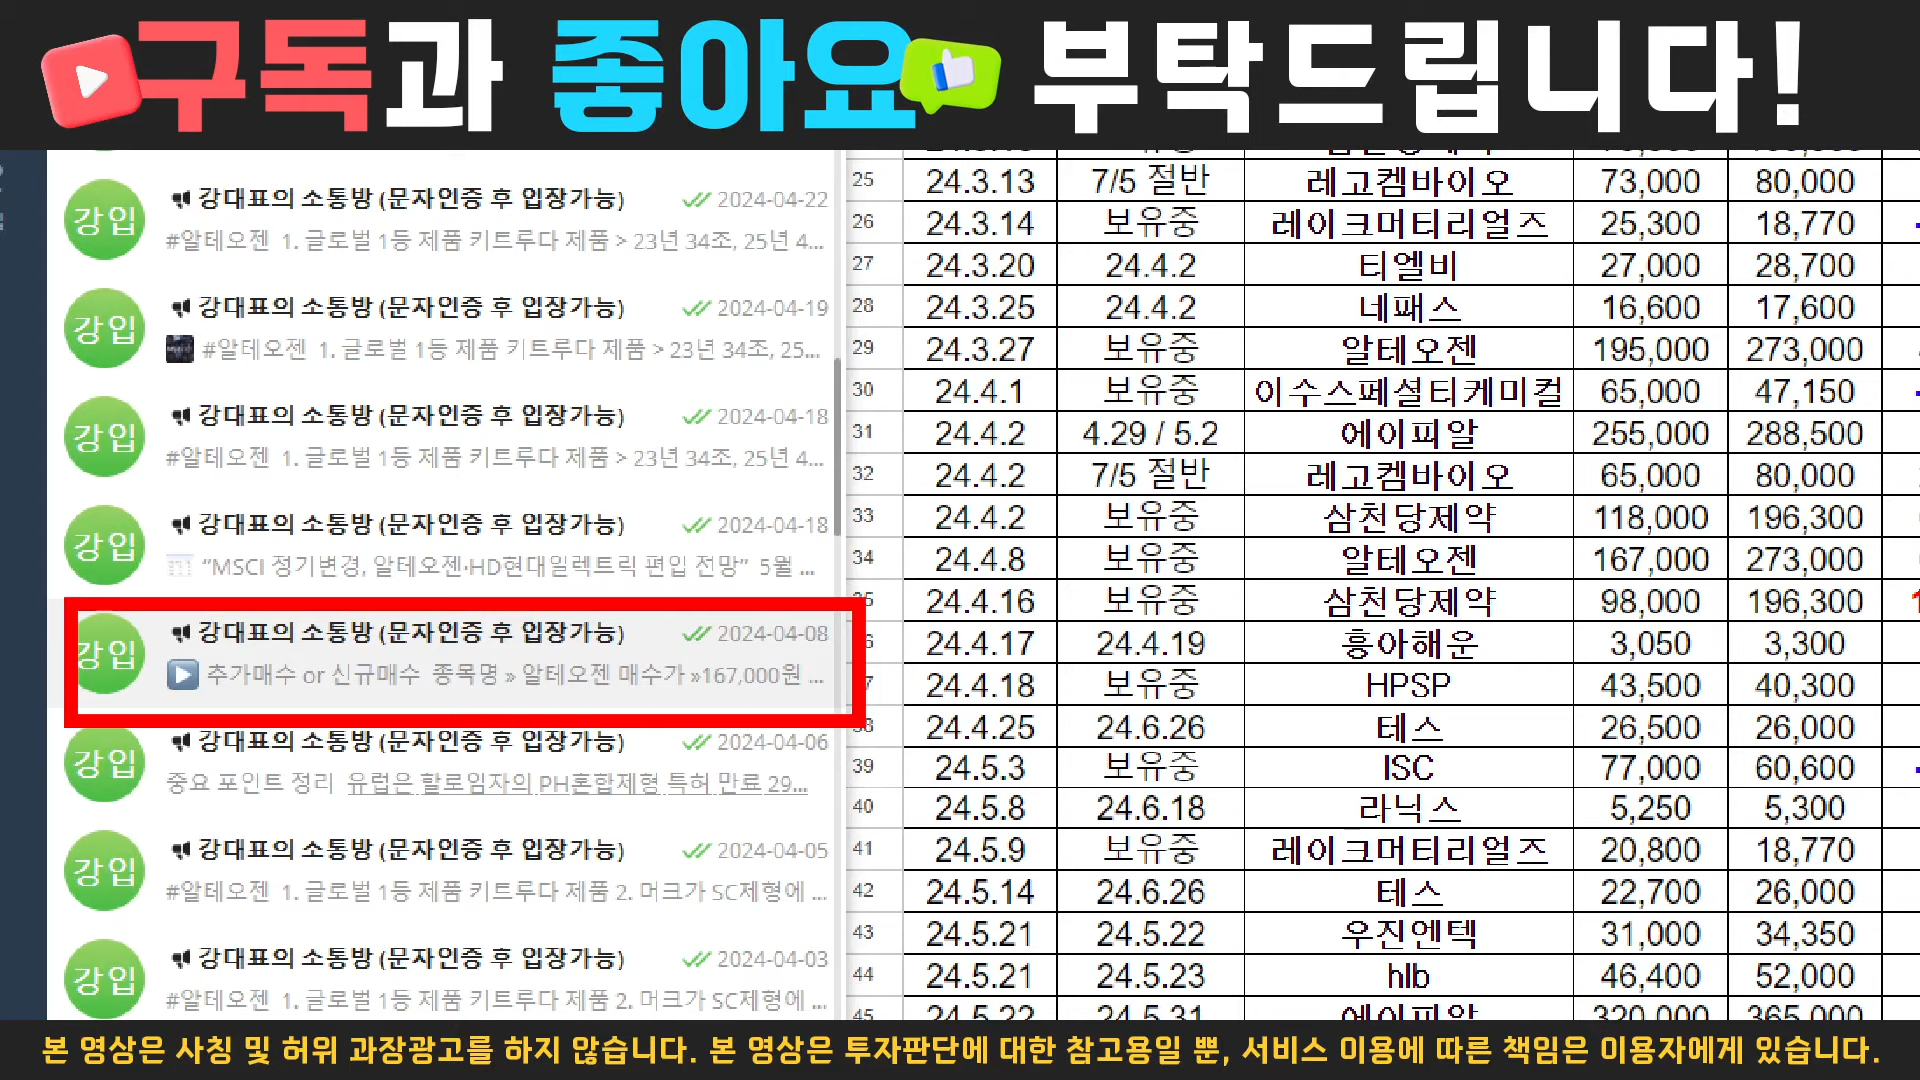 구독과 좋아요 부탁드립니다!
강입 강대표의 소통방 (문자인증 후 입장가능) 2024-04-22
#알테오젠 1. 글로벌 1등 제품 키트루다 제품 > 23년 34조, 25년 4...
강입 강대표의 소통방 (문자인증 후 입장가능) 2024-04-19
#알테오젠 1. 글로벌 1등 제품 키트루다 제품 > 23년 34조, 25...
강입 강대표의 소통방 (문자인증 후 입장가능) 2024-04-18
#알테오젠 1. 글로벌 1등 제품 키트루다 제품 > 23년 34조, 25년 4...
강입 강대표의 소통방 (문자인증 후 입장가능) 2024-04-18
“MSCI 정기변경, 알테오젠·HD현대일렉트릭 편입 전망” 5월 ...
강입 강대표의 소통방 (문자인증 후 입장가능) 2024-04-08
추가매수 or 신규매수 종목명 » 알테오젠 매수가 »167,000원 ...
강입 강대표의 소통방 (문자인증 후 입장가능) 2024-04-06
중요 포인트 정리 유럽은 할로임자의 PH혼합제형 특허 만료 29...
강입 강대표의 소통방 (문자인증 후 입장가능) 2024-04-05
#알테오젠 1. 글로벌 1등 제품 키트루다 제품 2. 머크가 SC제형에 ...
강입 강대표의 소통방 (문자인증 후 입장가능) 2024-04-03
#알테오젠 1. 글로벌 1등 제품 키트루다 제품 2. 머크가 SC제형에 ...
25 24.3.13 7/5 절반 레고켐바이오 73,000 80,000
26 24.3.14 보유중 레이크머티리얼즈 25,300 18,770
27 24.3.20 24.4.2 티엘비 27,000 28,700
28 24.3.25 24.4.2 네패스 16,600 17,600
29 24.3.27 보유중 알테오젠 195,000 273,000
30 24.4.1 보유중 이수스페셜티케미컬 65,000 47,150
31 24.4.2 4.29 / 5.2 에이피알 255,000 288,500
32 24.4.2 7/5 절반 레고켐바이오 65,000 80,000
33 24.4.2 보유중 삼천당제약 118,000 196,300
34 24.4.8 보유중 알테오젠 167,000 273,000
24.4.16 보유중 삼천당제약 98,000 196,300
24.4.17 24.4.19 흥아해운 3,050 3,300
24.4.18 보유중 HPSP 43,500 40,300
24.4.25 24.6.26 테스 26,500 26,000
39 24.5.3 보유중 ISC 77,000 60,600
40 24.5.8 24.6.18 라닉스 5,250 5,300
41 24.5.9 보유중 레이크머티리얼즈 20,800 18,770
42 24.5.14 24.6.26 테스 22,700 26,000
43 24.5.21 24.5.22 우진엔텍 31,000 34,350
44 24.5.21 24.5.23 hlb 46,400 52,000
45 24.5.22 24.5.31 에이피알 320,000 365,000
본 영상은 사칭 및 허위 과장광고를 하지 않습니다. 본 영상은 투자판단에 대한 참고용일 뿐, 서비스 이용에 따른 책임은 이용자에게 있습니다.